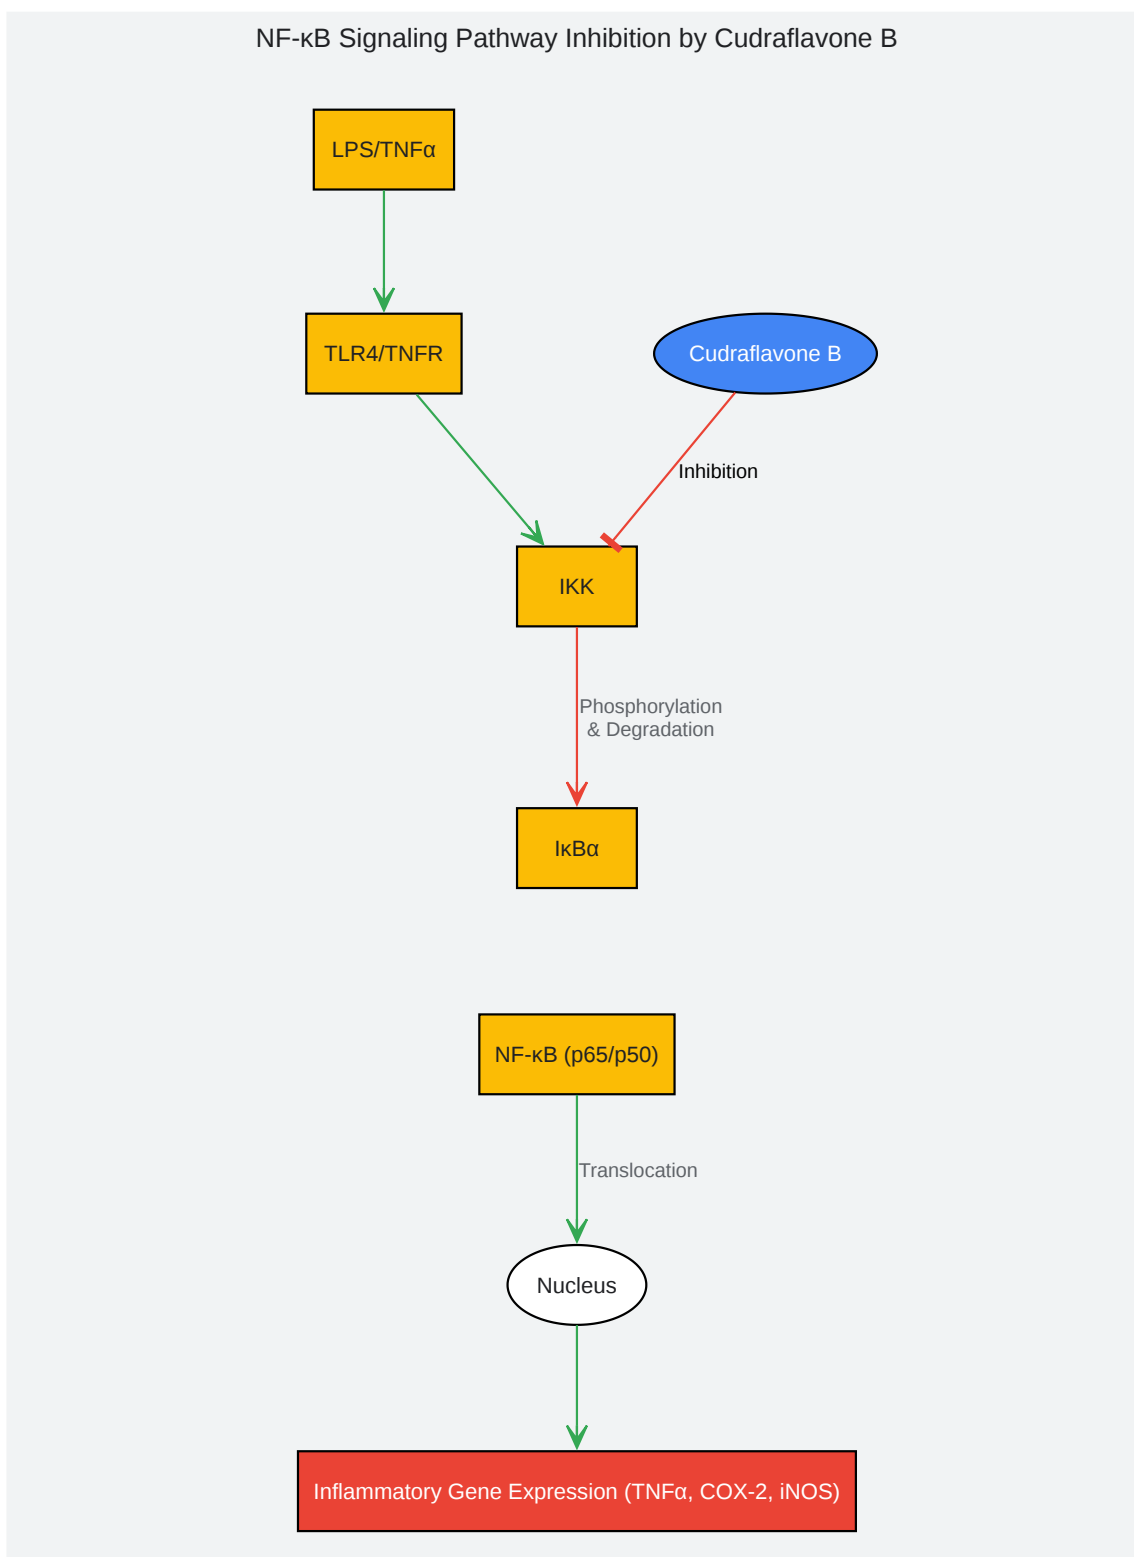 NF-κB Signaling Pathway Inhibition by Cudraflavone B
LPS/TNFα
TLR4/TNFR
Cudraflavone B
Inhibition
IKK
Phosphorylation
& Degradation
IκBα
NF-κB (p65/p50)
Translocation
Nucleus
Inflammatory Gene Expression (TNFα, COX-2, iNOS)